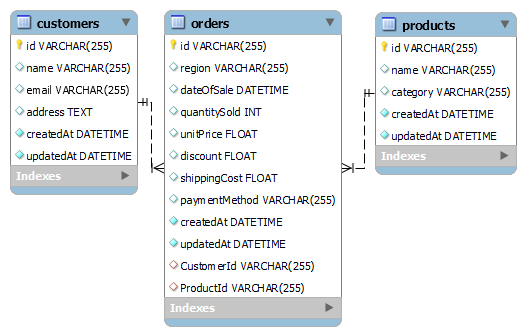 customers
id VARCHAR(255)
name VARCHAR(255)
email VARCHAR(255)
address TEXT
createdAt DATETIME
updatedAt DATETIME
Indexes
orders
id VARCHAR(255)
region VARCHAR(255)
dateOfSale DATETIME
quantitySold INT
unitPrice FLOAT
discount FLOAT
shippingCost FLOAT
paymentMethod VARCHAR(255)
createdAt DATETIME
updatedAt DATETIME
CustomerId VARCHAR(255)
ProductId VARCHAR(255)
Indexes
products
id VARCHAR(255)
name VARCHAR(255)
category VARCHAR(255)
createdAt DATETIME
updatedAt DATETIME
Indexes